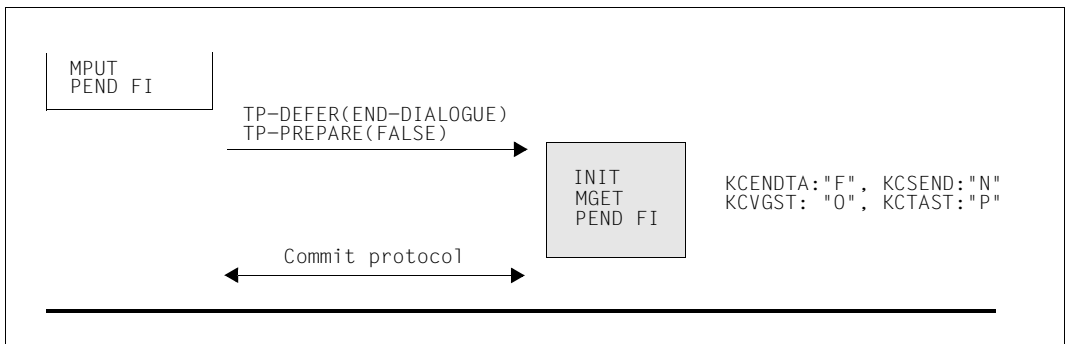 MPUT
PEND FI
TP-DEFER(END-DIALOGUE)
TP-PREPARE(FALSE)
INIT
MGET
PEND FI
KCENDTA:"F", KCSEND:"N"
KCVGST: "O", KCTAST:"P"
Commit protocol